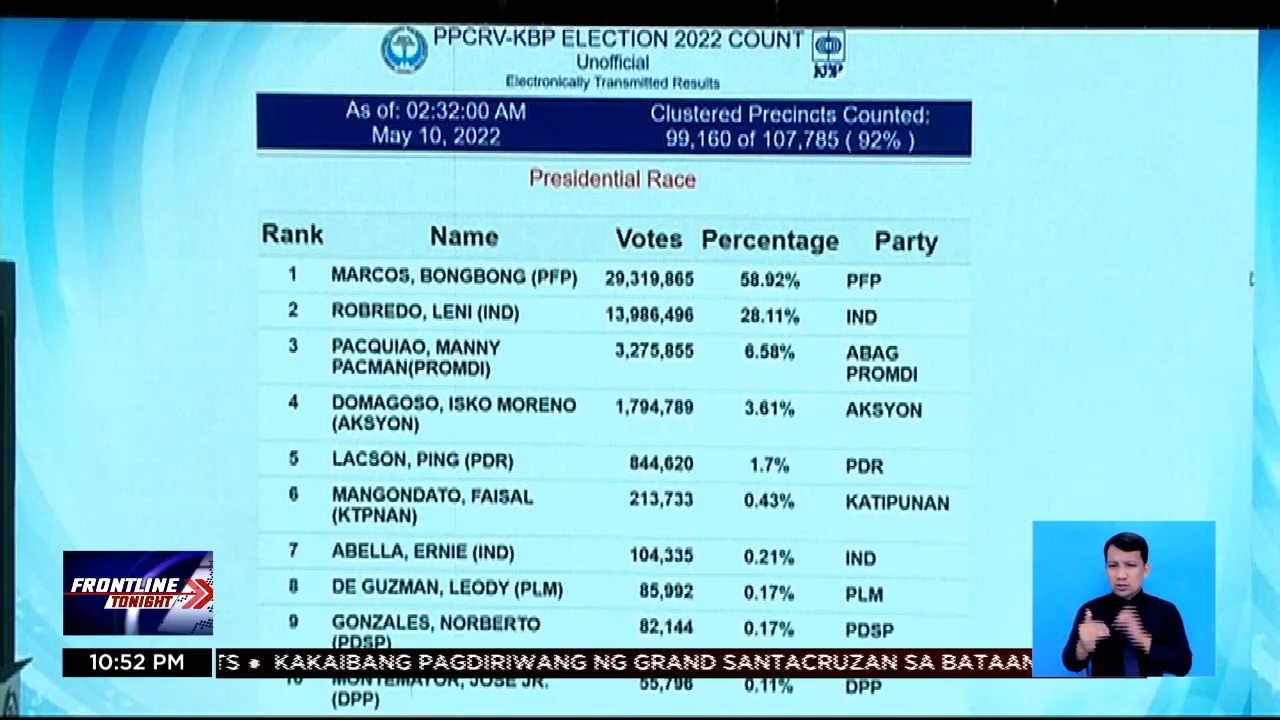 PPCRV-KBP ELECTION 2022 COUNT
Unofficial
Electronically Transmitted Results
As of: 02:32:00 AM
May 10, 2022
Clustered Precincts Counted:
99,160 of 107,785 ( 92% )
Presidential Race
Rank Name Votes Percentage Party
1 MARCOS, BONGBONG (PFP) 29,319,865 58.92% PFP
2 ROBREDO, LENI (IND) 13,986,496 28.11% IND
3 PACQUIAO, MANNY 3,275,855 6.58% ABAG
PACMAN(PROMDI) PROMDI
4 DOMAGOSO, ISKO MORENO 1,794,789 3.61% AKSYON
(AKSYON)
5 LACSON, PING (PDR) 844,620 1.7% PDR
6 MANGONDATO, FAISAL 213,733 0.43% KATIPUNAN
(KTPNAN)
7 ABELLA, ERNIE (IND) 104,335 0.21% IND
8 DE GUZMAN, LEODY (PLM) 85,992 0.17% PLM
9 GONZALES, NORBERTO 82,144 0.17% PDSP
(PDSP)
10 MONTEMAYOR, JOSE JR. 55,796 0.11% DPP
(DPP)
FRONTLINE
TONIGHT
10:52 PM TS • KAKAIBANG PAGDIRIWANG NG GRAND SANTACRUZAN SA BATAAN